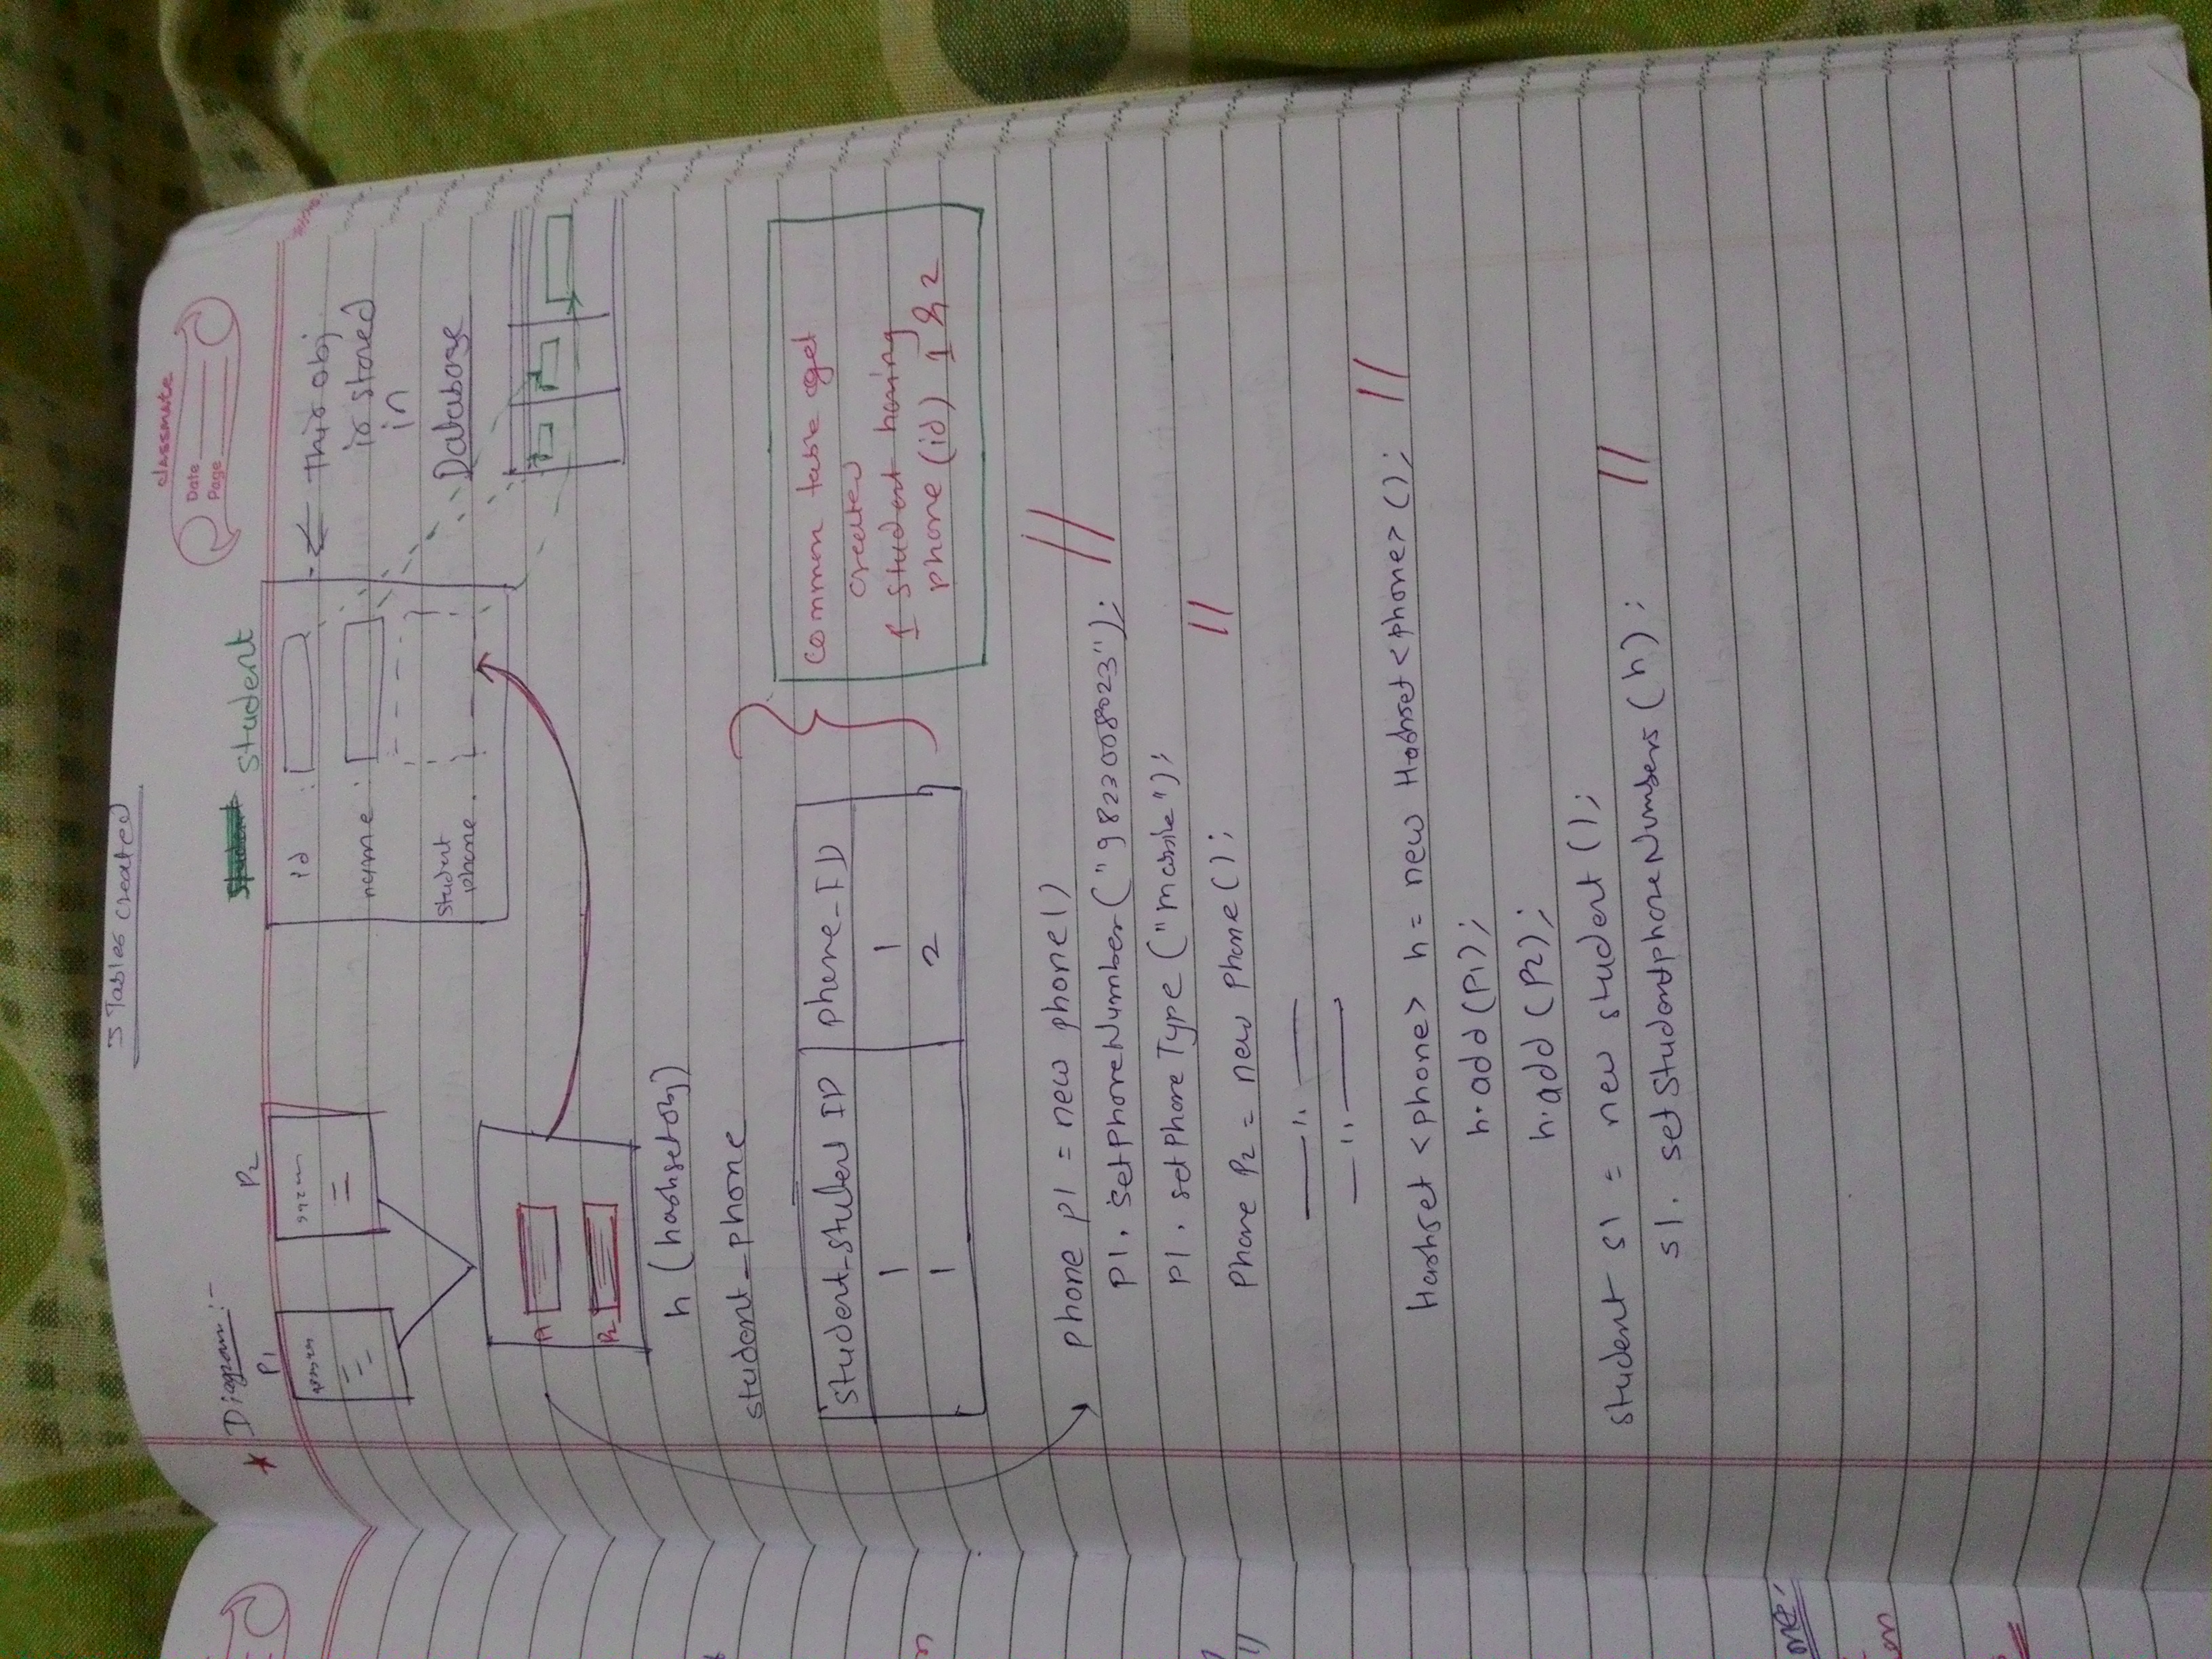 3 Tables created
classmate
Date
Page
Diagram :-
P1
P2
student
id :
name :
student
phone
This obj
is stored
in
Database
P1
P2
h (hashsetobj)
student_phone
student_student ID phone_ID
1 1
1 2
common table get
created
1 student having
phone (id) 1 & 2
phone p1 = new phone()
p1. setPhoneNumber("9823008023");
p1. setPhoneType ("mobile");
Phone P2 = new Phone();
Hashset <phone> h = new Hashset <phone> ();
h.add (P1);
h.add (P2);
student s1 = new student ();
s1. setStudentphoneNumbers (h);